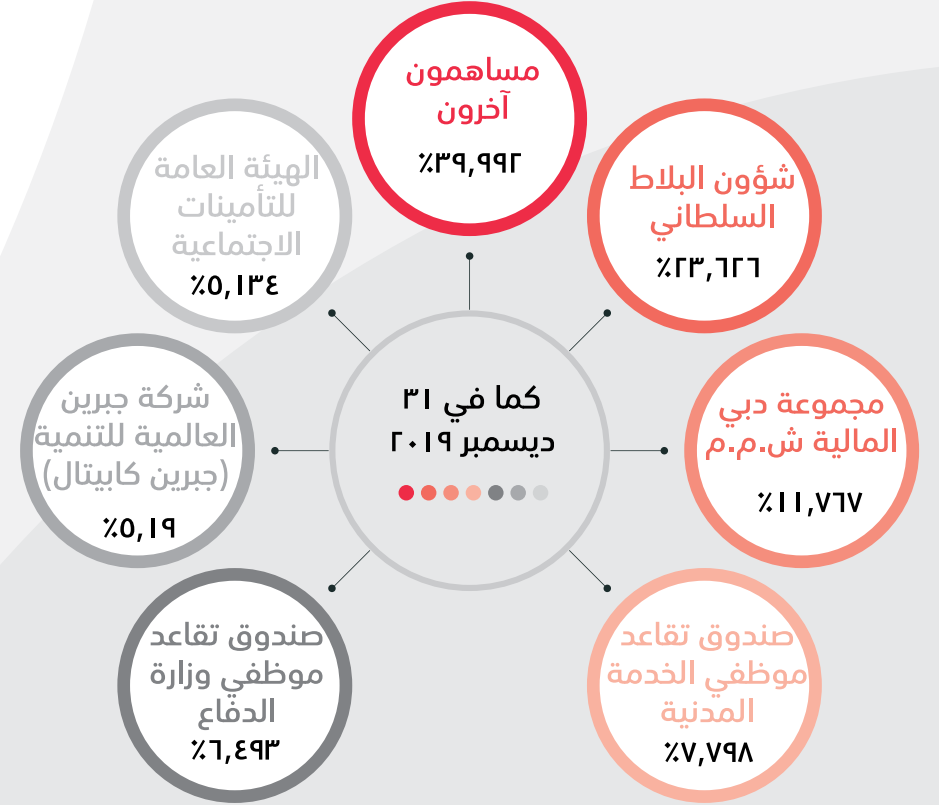 مساهمون
آخرون
٪٣٩,٩٩٢
شؤون البلاط
السلطاني
٪٢٣,٦٢٦
مجموعة دبي
المالية ش.م.م
٪١١,٧٦٧
صندوق تقاعد
موظفي الخدمة
المدنية
٪٧,٧٩٨
صندوق تقاعد
موظفي وزارة
الدفاع
٪٦,٤٩٣
شركة جبرين
العالمية للتنمية
(جبرين كابيتال)
٪٥,١٩
الهيئة العامة
للتأمينات
الاجتماعية
٪٥,١٣٤
كما في ٣١
ديسمبر ٢٠١٩